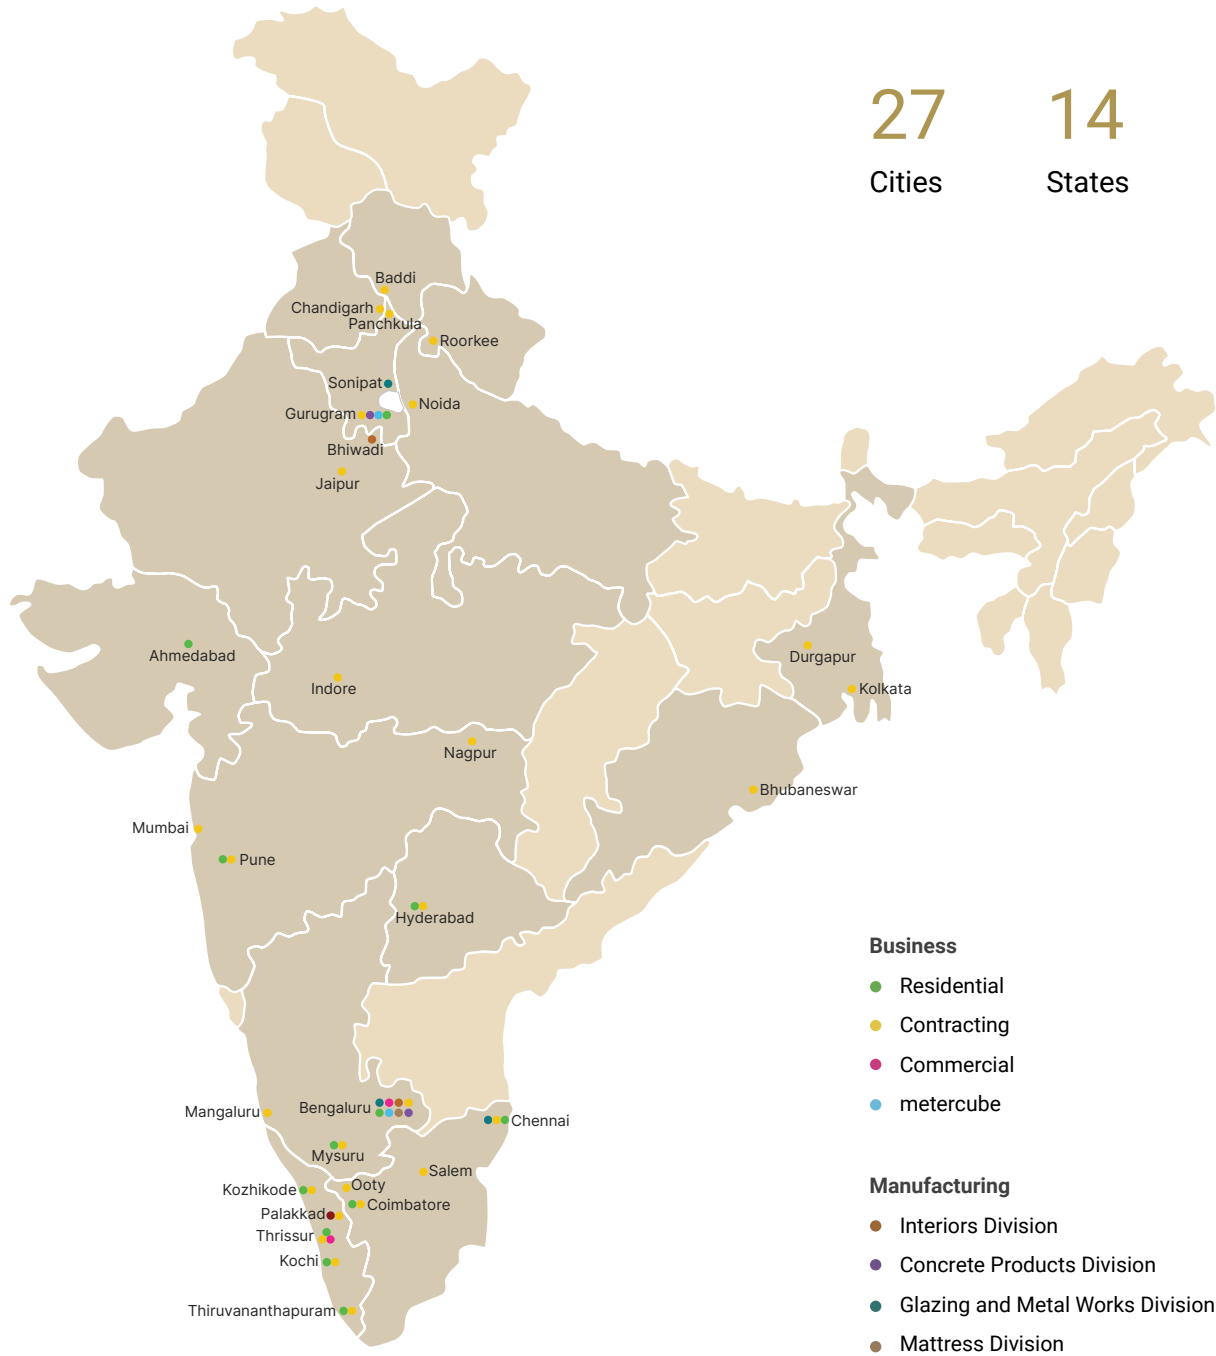 27
Cities
14
States
Baddi
Chandigarh
Panchkula
Roorkee
Sonipat
Noida
Gurugram
Bhiwadi
Jaipur
Ahmedabad
Indore
Durgapur
Kolkata
Nagpur
Bhubaneswar
Mumbai
Pune
Hyderabad
Mangaluru
Bengaluru
Chennai
Mysuru
Salem
Ooty
Kozhikode
Coimbatore
Palakkad
Thrissur
Kochi
Thiruvananthapuram
Business
Residential
Contracting
Commercial
metercube
Manufacturing
Interiors Division
Concrete Products Division
Glazing and Metal Works Division
Mattress Division